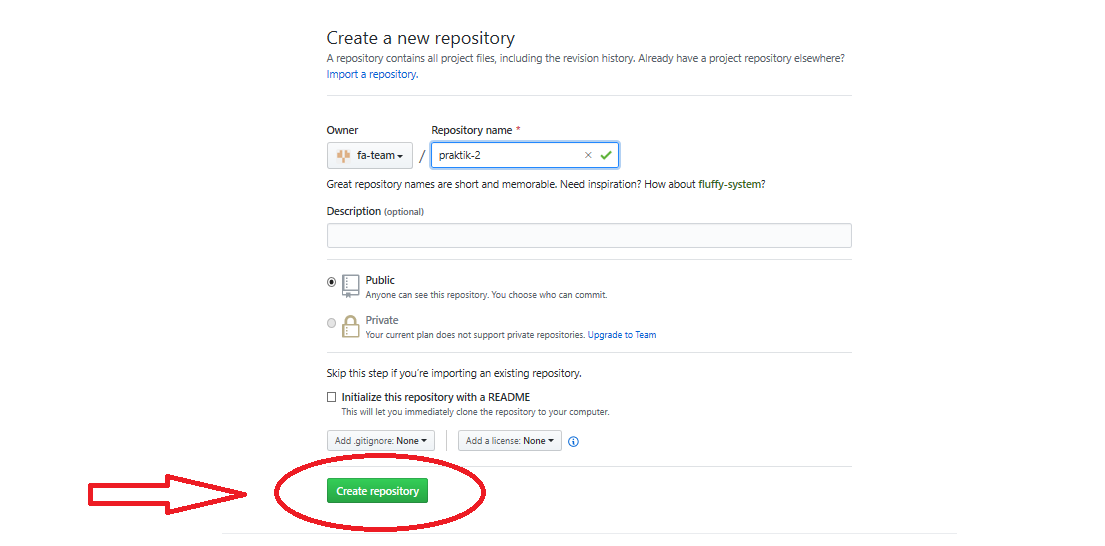 Create a new repository
A repository contains all project files, including the revision history. Already have a project repository elsewhere?
Import a repository.
Owner
Repository name *
fa-team
/
praktik-2
Great repository names are short and memorable. Need inspiration? How about fluffy-system?
Description (optional)
Public
Anyone can see this repository. You choose who can commit.
Private
Your current plan does not support private repositories. Upgrade to Team
Skip this step if you're importing an existing repository.
Initialize this repository with a README
This will let you immediately clone the repository to your computer.
Add .gitignore: None
Add a license: None
Create repository